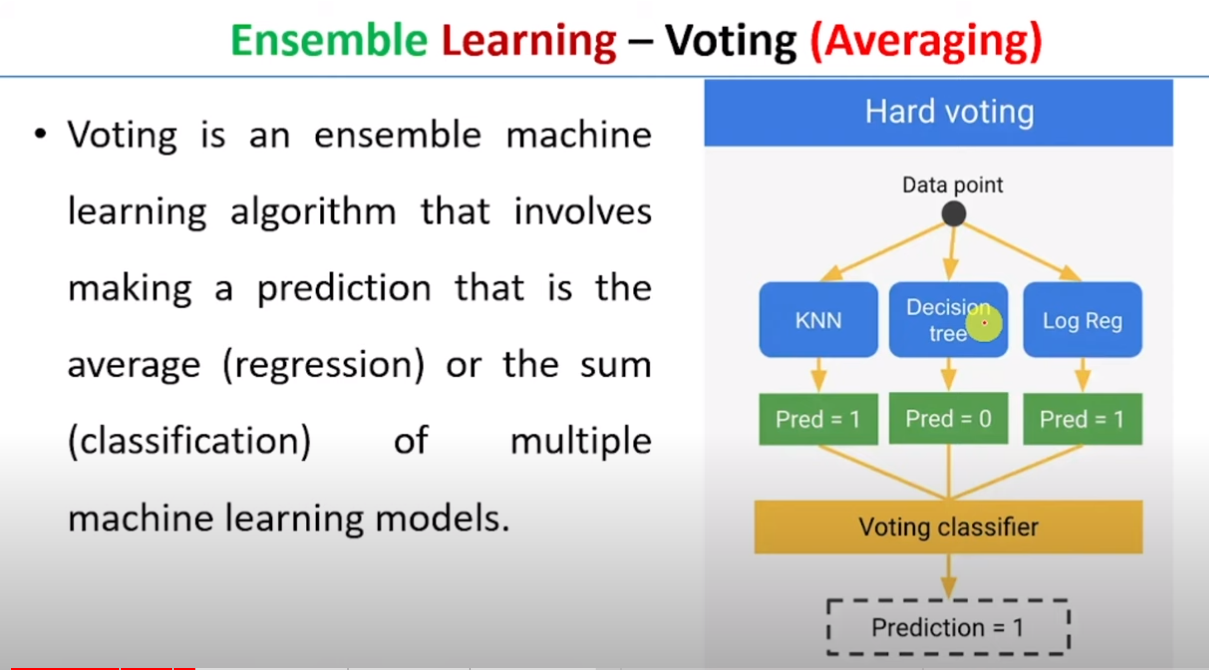 Ensemble Learning – Voting (Averaging)
• Voting is an ensemble machine
learning algorithm that involves
making a prediction that is the
average (regression) or the sum
(classification) of multiple
machine learning models.
Hard voting
Data point
KNN
Decision
tree
Log Reg
Pred = 1
Pred = 0
Pred = 1
Voting classifier
Prediction = 1